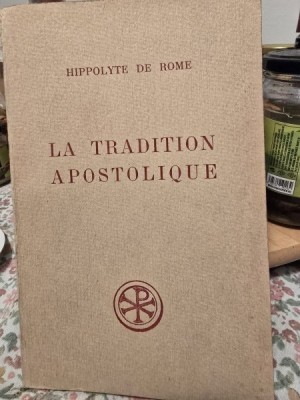 HIPPOLYTE DE ROME
LA TRADITION
APOSTOLIQUE